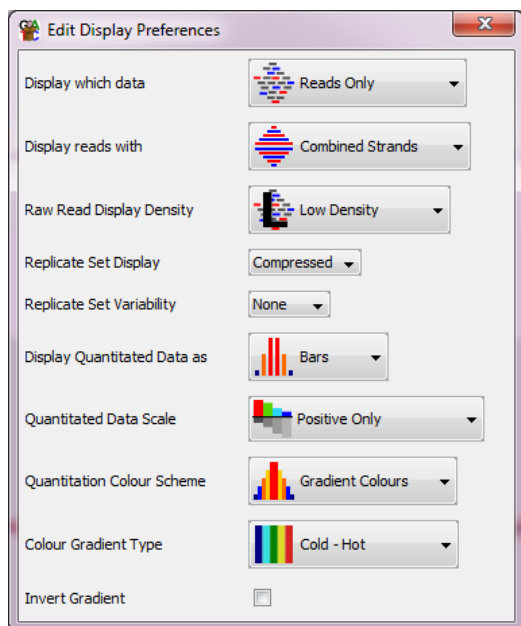 Edit Display Preferences
Display which data Reads Only
Display reads with Combined Strands
Raw Read Display Density L Low Density
Replicate Set Display Compressed
Replicate Set Variability None
Display Quantitated Data as Bars
Quantitated Data Scale Positive Only
Quantitation Colour Scheme Gradient Colours
Colour Gradient Type Cold - Hot
Invert Gradient